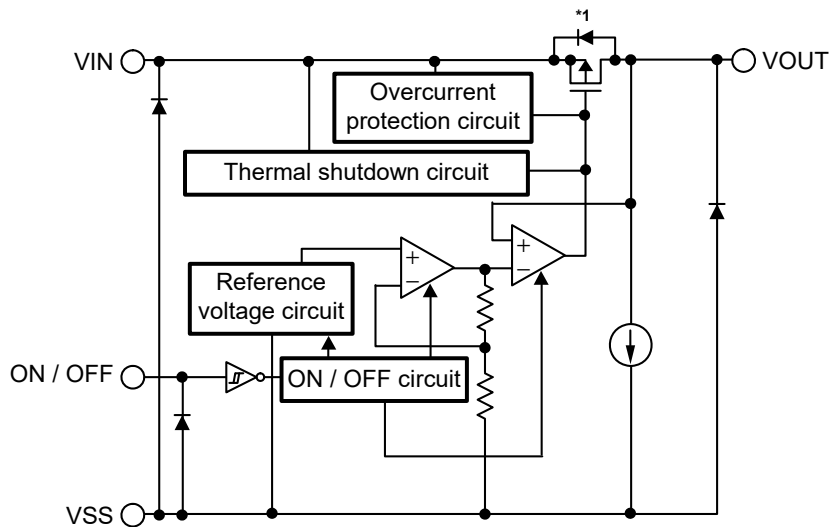 *1
VIN
VOUT
Overcurrent
protection circuit
Thermal shutdown circuit
+
−
+
−
Reference
voltage circuit
ON / OFF
ON / OFF circuit
VSS